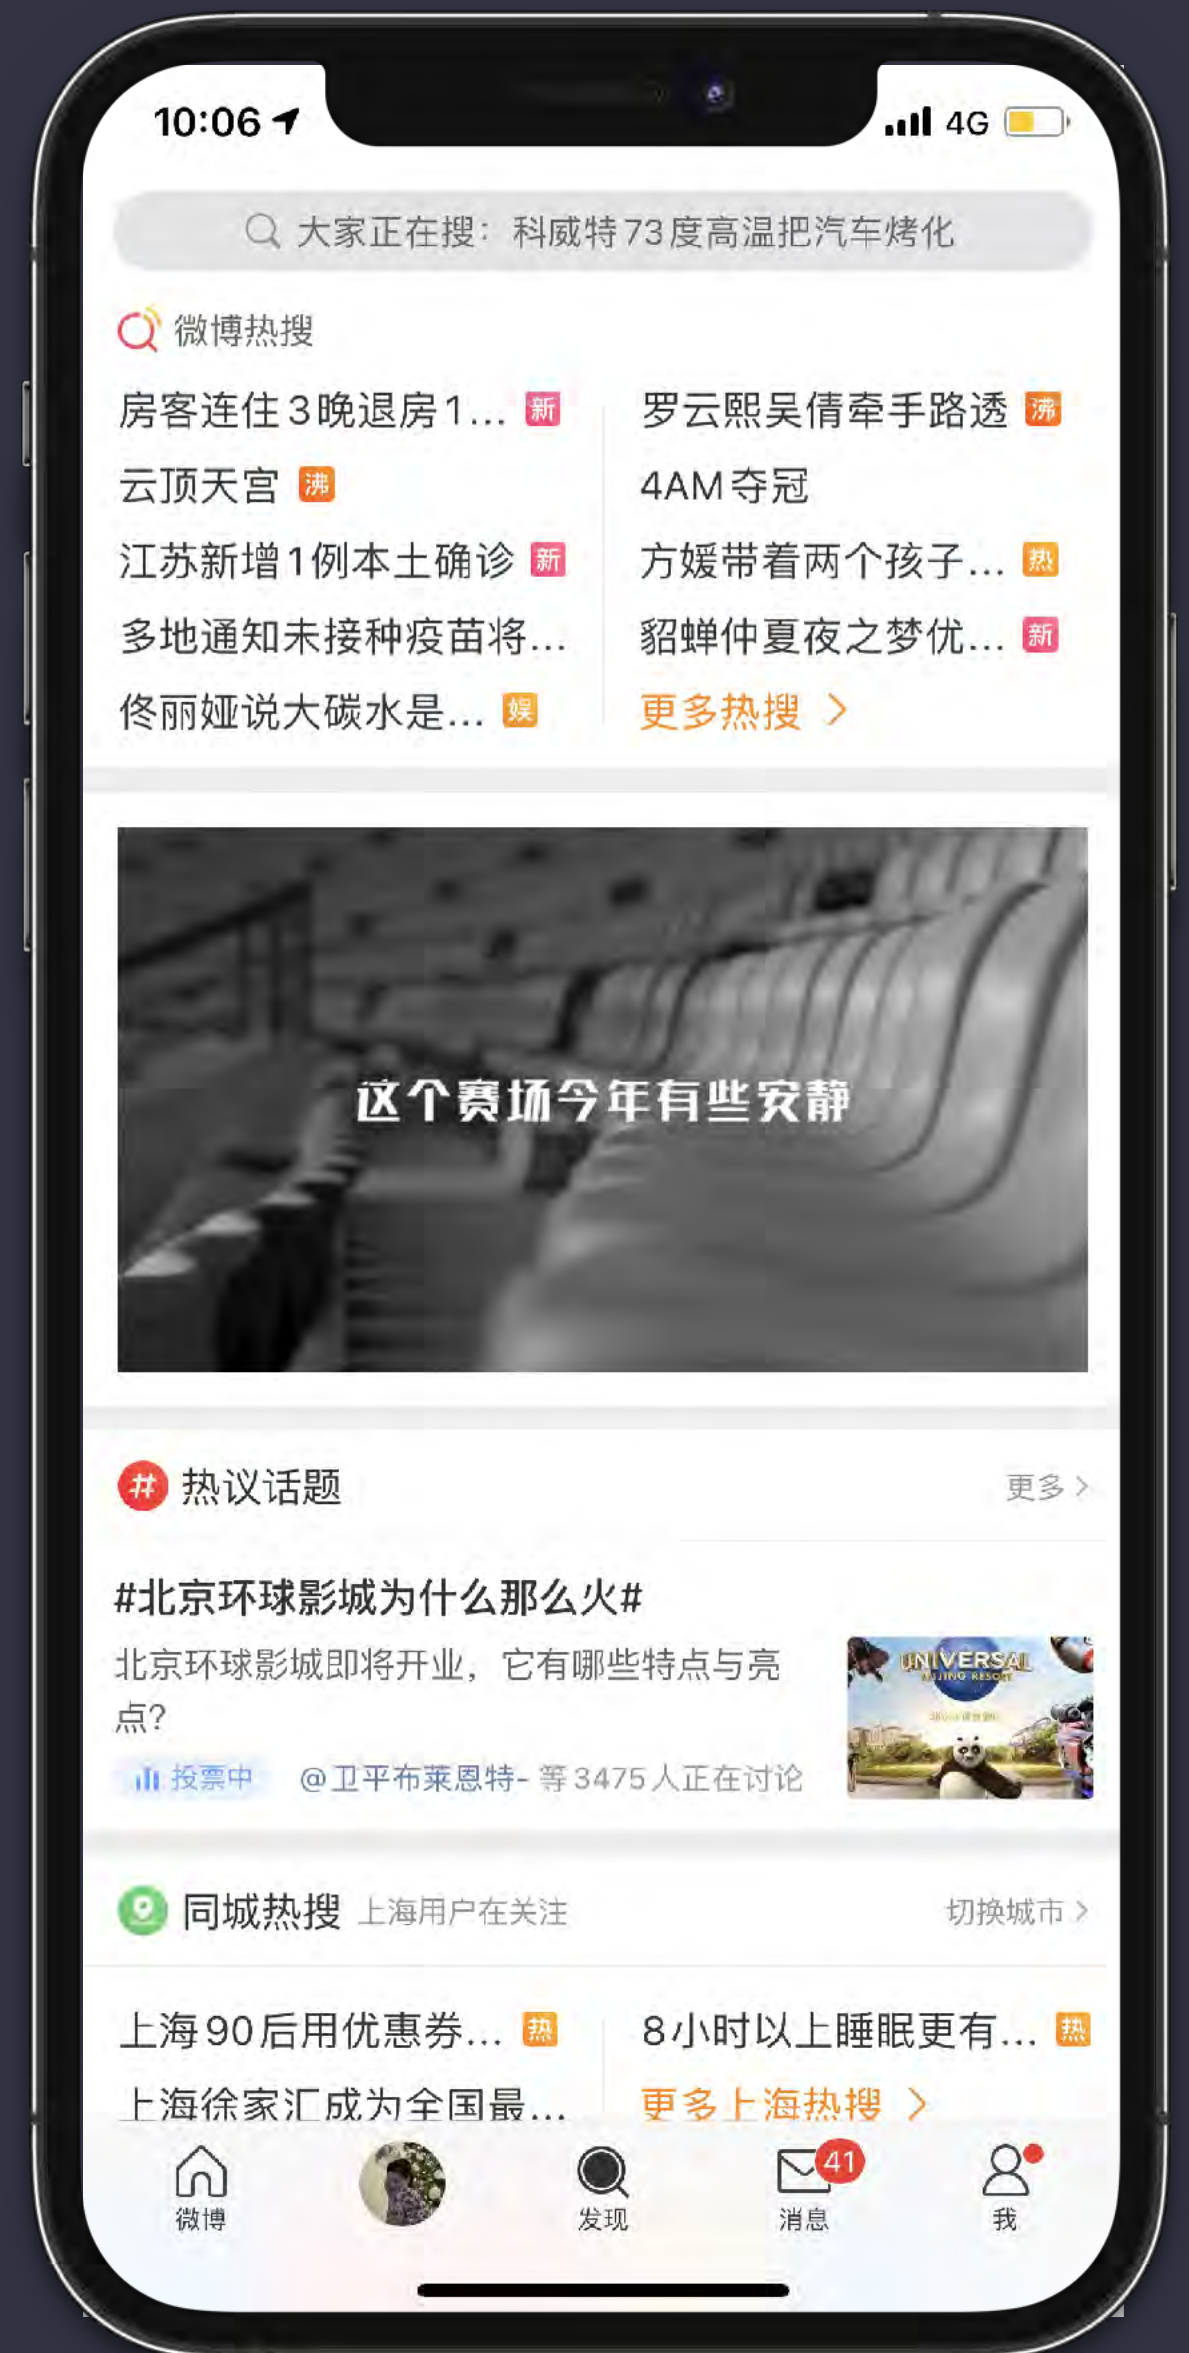 10:06
4G
大家正在搜：科威特73度高温把汽车烤化
微博热搜
房客连住3晚退房1... 新
罗云熙吴倩牵手路透 沸
云顶天宫 沸
4AM夺冠
江苏新增1例本土确诊 新
方媛带着两个孩子... 热
多地通知未接种疫苗将...
貂蝉仲夏夜之梦优... 新
佟丽娅说大碳水是... 娱
更多热搜 >
这个赛场今年有些安静
# 热议话题
更多 >
#北京环球影城为什么那么火#
北京环球影城即将开业，它有哪些特点与亮
点？
UNIVERSAL
BEIJING RESORT
投票中 @卫平布莱恩特- 等3475人正在讨论
同城热搜 上海用户在关注
切换城市 >
上海90后用优惠券... 热
8小时以上睡眠更有... 热
上海徐家汇成为全国最...
更多上海热搜 >
41
微博
发现
消息
我